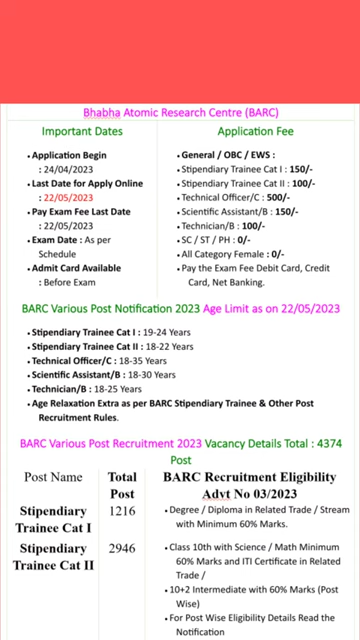 Bhabha Atomic Research Centre (BARC)
Important Dates
• Application Begin
: 24/04/2023
• Last Date for Apply Online
: 22/05/2023
• Pay Exam Fee Last Date
: 22/05/2023
• Exam Date : As per
Schedule
• Admit Card Available
: Before Exam
Application Fee
• General / OBC / EWS :
• Stipendiary Trainee Cat I : 150/-
• Stipendiary Trainee Cat II : 100/-
• Technical Officer/C : 500/-
• Scientific Assistant/B : 150/-
• Technician/B : 100/-
• SC / ST / PH : 0/-
• All Category Female : 0/-
• Pay the Exam Fee Debit Card, Credit
Card, Net Banking.
BARC Various Post Notification 2023 Age Limit as on 22/05/2023
• Stipendiary Trainee Cat I : 19-24 Years
• Stipendiary Trainee Cat II : 18-22 Years
• Technical Officer/C : 18-35 Years
• Scientific Assistant/B : 18-30 Years
• Technician/B : 18-25 Years
• Age Relaxation Extra as per BARC Stipendiary Trainee & Other Post
Recruitment Rules.
BARC Various Post Recruitment 2023 Vacancy Details Total : 4374
Post
Post Name
Total
Post
BARC Recruitment Eligibility
Advt No 03/2023
Stipendiary
Trainee Cat I
1216
• Degree / Diploma in Related Trade / Stream
with Minimum 60% Marks.
Stipendiary
Trainee Cat II
2946
• Class 10th with Science / Math Minimum
60% Marks and ITI Certificate in Related
Trade /
• 10+2 Intermediate with 60% Marks (Post
Wise)
• For Post Wise Eligibility Details Read the
Notification